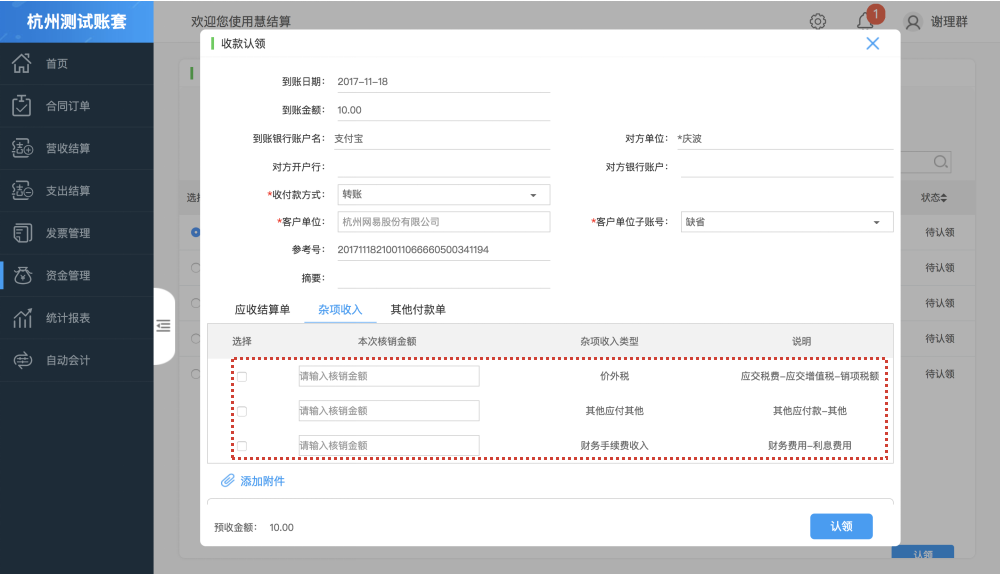 杭州测试账套
欢迎您使用慧结算
1
谢理群
首页
合同订单
营收结算
支出结算
发票管理
资金管理
统计报表
自动会计
收款认领
到账日期： 2017-11-18
到账金额： 10.00
到账银行账户名： 支付宝
对方单位： *庆波
对方开户行：
对方银行账户：
*收付款方式： 转账
*客户单位： 杭州网易股份有限公司
*客户单位子账号： 缺省
参考号： 20171118210011066660500341194
摘要：
应收结算单 杂项收入 其他付款单
选择 本次核销金额 杂项收入类型 说明
请输入核销金额 价外税 应交税费-应交增值税-销项税额
请输入核销金额 其他应付其他 其他应付款-其他
请输入核销金额 财务手续费收入 财务费用-利息费用
添加附件
预收金额： 10.00
认领
选择
状态
待认领
待认领
待认领
待认领
待认领
认领